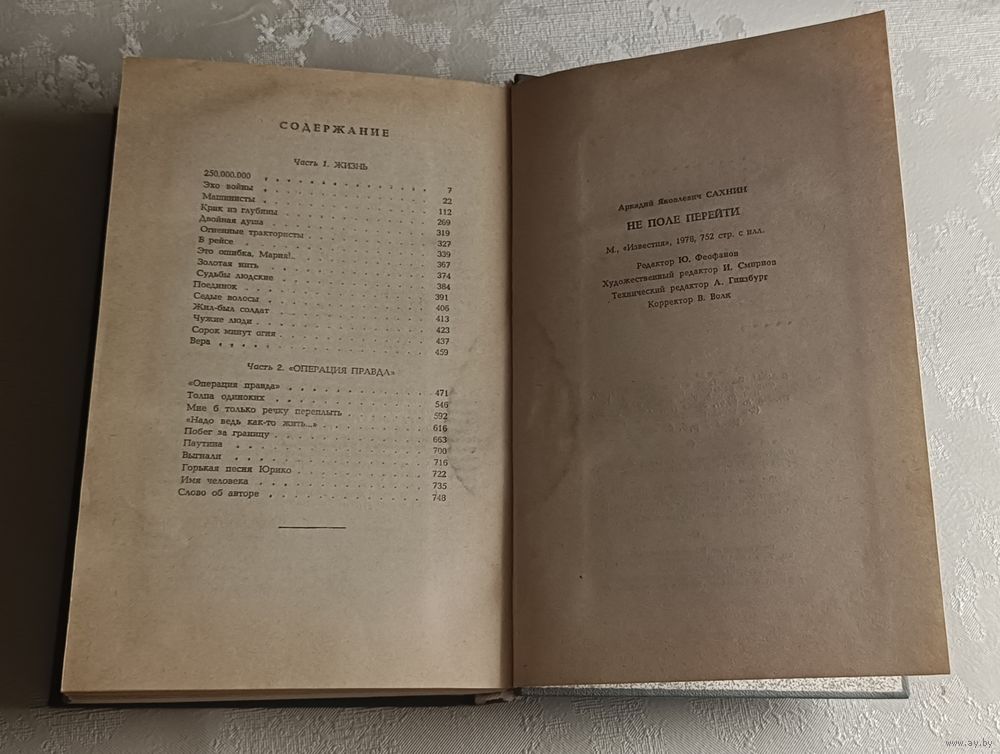 СОДЕРЖАНИЕ
Часть 1. ЖИЗНЬ
250.000.000 . . . . . . . . . . 7
Эхо войны . . . . . . . . . . 22
Машинисты . . . . . . . . . . 112
Крик из глубины . . . . . . . . . . 269
Двойная душа . . . . . . . . . . 319
Огненные трактористы . . . . . . . . . . 327
В рейсе . . . . . . . . . . 339
Это ошибка, Мария!.. . . . . . . . . . 367
Золотая нить . . . . . . . . . . 374
Судьбы людские . . . . . . . . . . 384
Поединок . . . . . . . . . . 391
Седые волосы . . . . . . . . . . 406
Жил-был солдат . . . . . . . . . . 413
Чужие люди . . . . . . . . . . 423
Сорок минут огня . . . . . . . . . . 437
Вера . . . . . . . . . . 459
Часть 2. «ОПЕРАЦИЯ ПРАВДА»
«Операция правда» . . . . . . . . . . 471
Толпа одиноких . . . . . . . . . . 546
Мне б только речку переплыть . . . . . . . . 592
«Надо ведь как-то жить...» . . . . . . . . 616
Побег за границу . . . . . . . . . . 663
Паутина . . . . . . . . . . 700
Выгнали . . . . . . . . . . 716
Горькая песня Юрико . . . . . . . . . . 722
Имя человека . . . . . . . . . . 735
Слово об авторе . . . . . . . . . . 748
Аркадий Яковлевич САХНИН
НЕ ПОЛЕ ПЕРЕЙТИ
М., «Известия», 1978, 752 стр. с илл.
Редактор Ю. Феофанов
Художественный редактор И. Смирнов
Технический редактор А. Гинзбург
Корректор В. Волк
www.ay.by